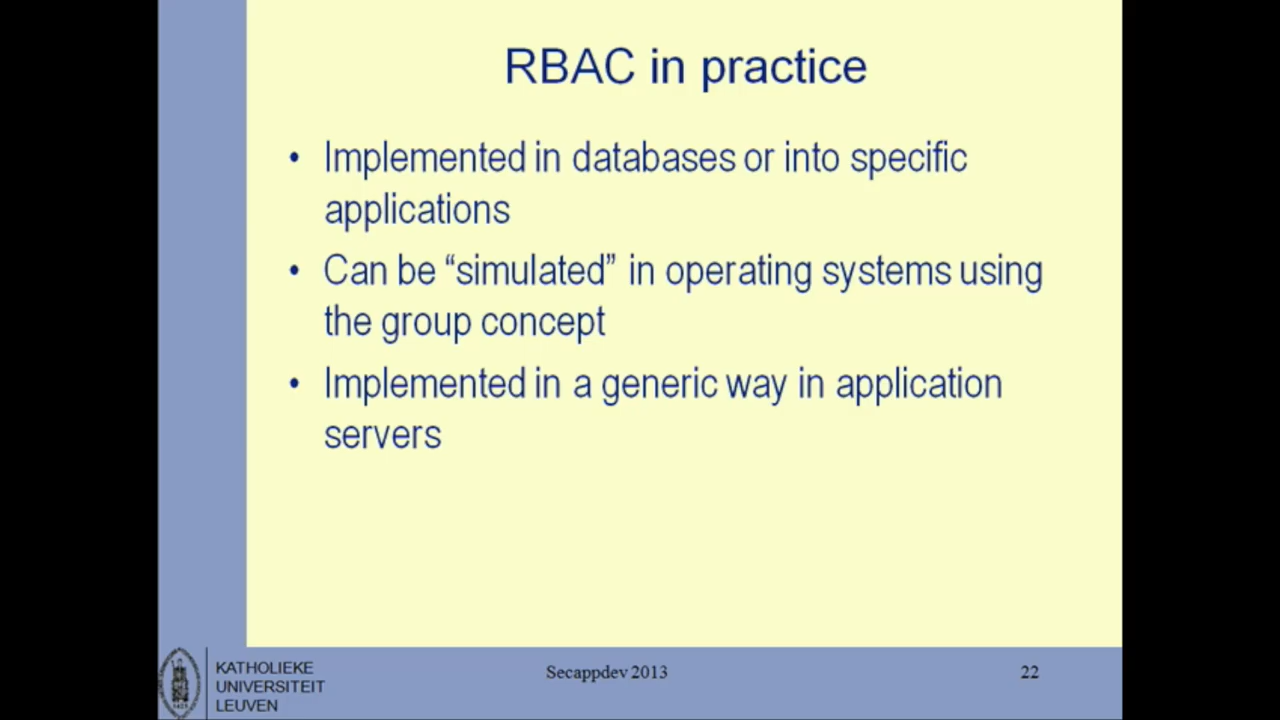 RBAC in practice
• Implemented in databases or into specific
applications
• Can be “simulated” in operating systems using
the group concept
• Implemented in a generic way in application
servers
KATHOLIEKE
UNIVERSITEIT
LEUVEN
Secappdev 2013
22